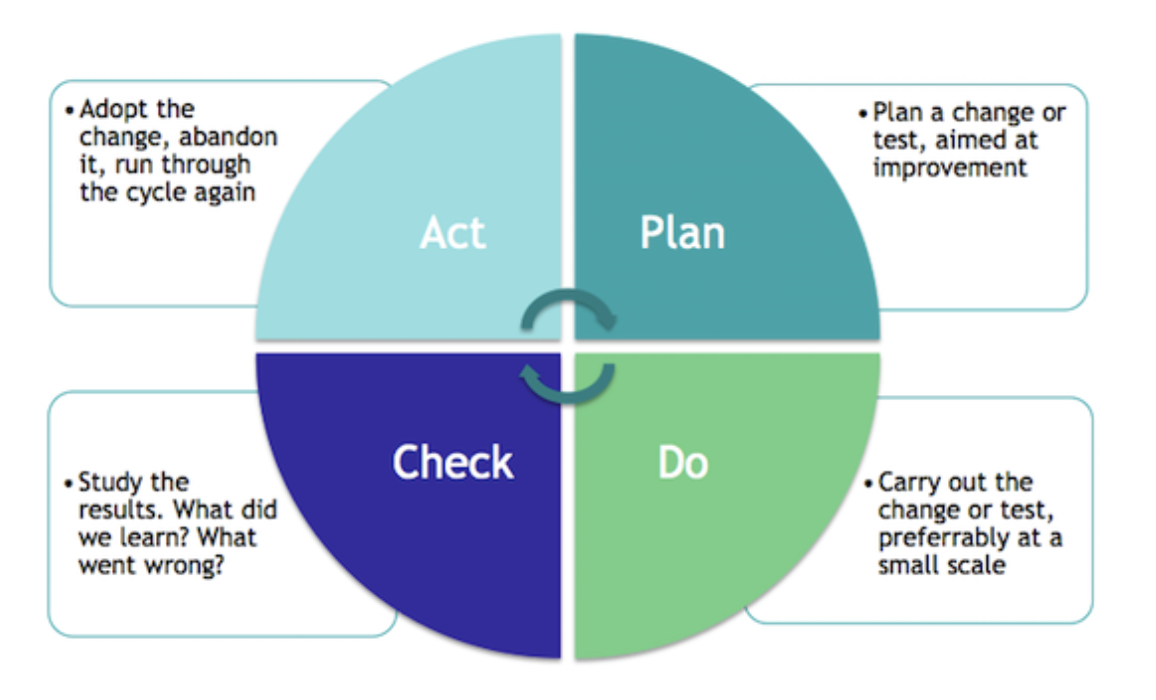 • Adopt the
change, abandon
it, run through
the cycle again
Act
Plan
• Plan a change or
test, aimed at
improvement
• Study the
results. What did
we learn? What
went wrong?
Check
Do
• Carry out the
change or test,
preferrably at a
small scale